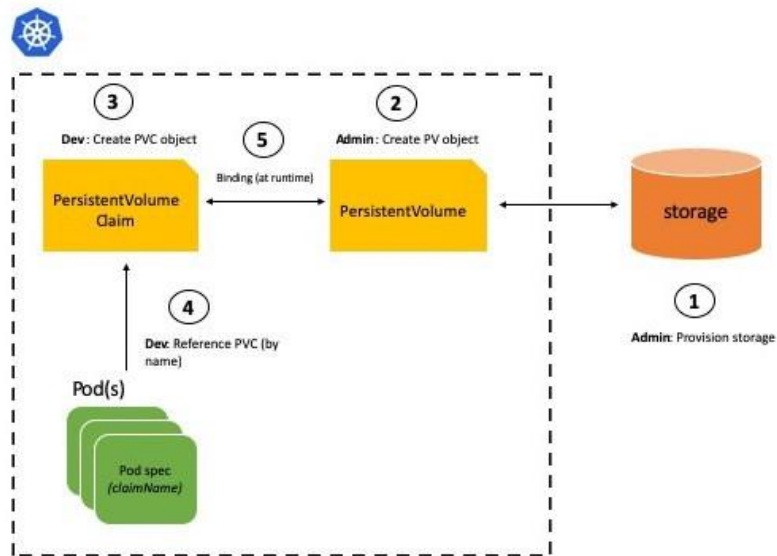 3
2
Dev : Create PVC object
5
Admin: Create PV object
Binding (at runtime)
PersistentVolume
Claim
PersistentVolume
storage
4
1
Dev: Reference PVC (by
name)
Admin: Provision storage
Pod(s)
Pod spec
(claimName)